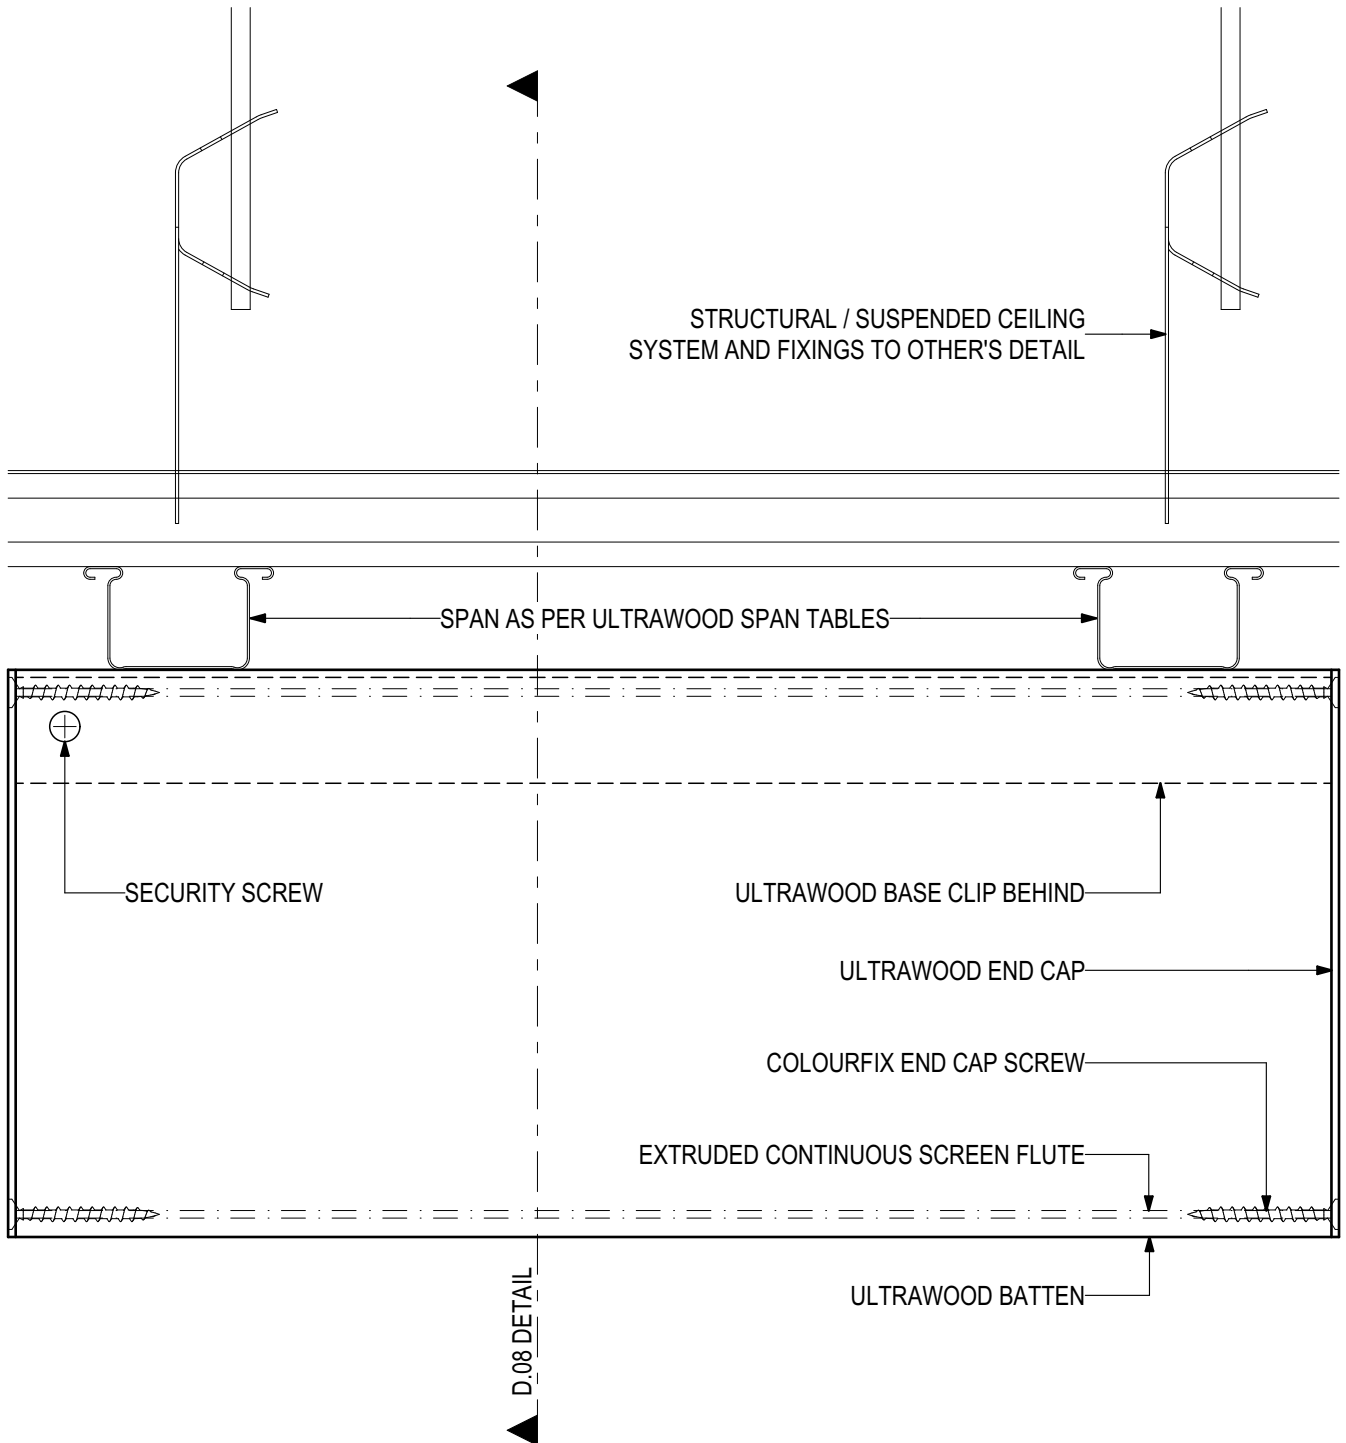 STRUCTURAL / SUSPENDED CEILING
SYSTEM AND FIXINGS TO OTHER'S DETAIL
SPAN AS PER ULTRAWOOD SPAN TABLES
SECURITY SCREW
ULTRAWOOD BASE CLIP BEHIND
ULTRAWOOD END CAP
COLOURFIX END CAP SCREW
EXTRUDED CONTINUOUS SCREEN FLUTE
ULTRAWOOD BATTEN
D.08 DETAIL